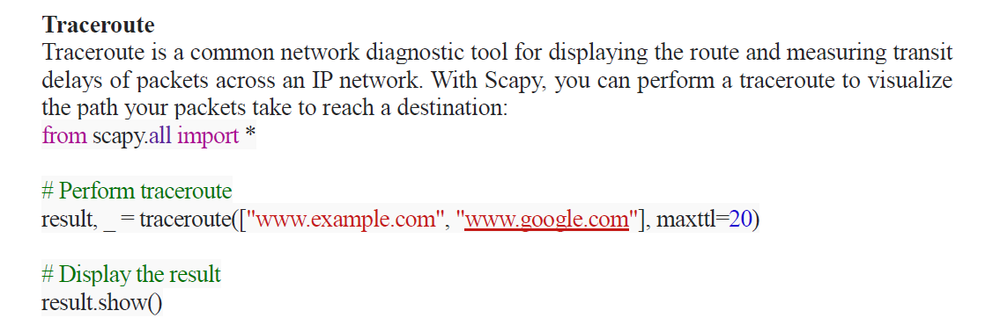 Traceroute
Traceroute is a common network diagnostic tool for displaying the route and measuring transit
delays of packets across an IP network. With Scapy, you can perform a traceroute to visualize
the path your packets take to reach a destination:
from scapy.all import *
# Perform traceroute
result, _ = traceroute(["www.example.com", "www.google.com"], maxttl=20)
# Display the result
result.show()